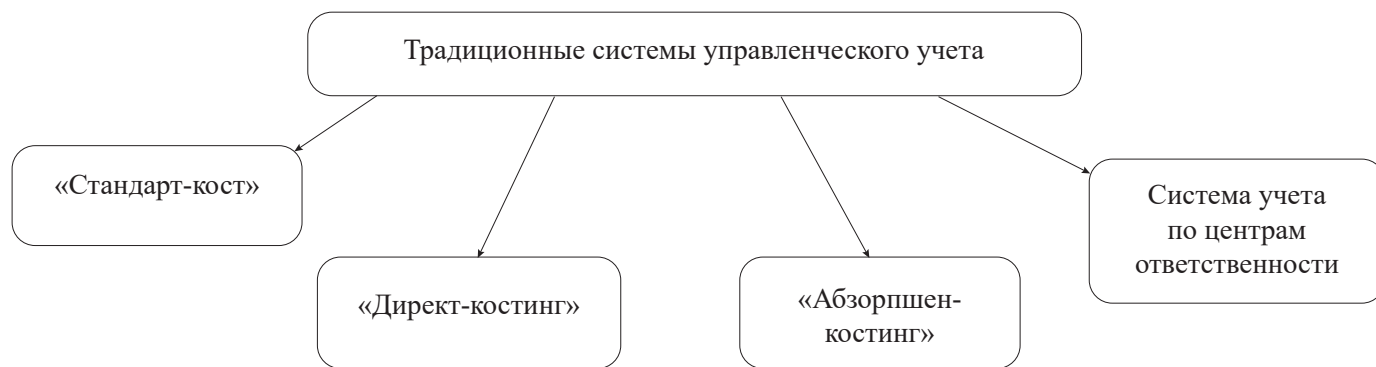 Традиционные системы управленческого учета
«Стандарт-кост»
«Директ-костинг»
«Абзорпшен-
костинг»
Система учета
по центрам
ответственности